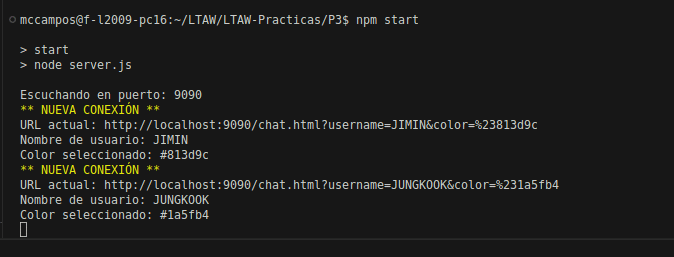 mccampos@f-l2009-pc16:~/LTAW/LTAW-Practicas/P3$ npm start
> start
> node server.js
Escuchando en puerto: 9090
** NUEVA CONEXIÓN **
URL actual: http://localhost:9090/chat.html?username=JIMIN&color=%23813d9c
Nombre de usuario: JIMIN
Color seleccionado: #813d9c
** NUEVA CONEXIÓN **
URL actual: http://localhost:9090/chat.html?username=JUNGKOOK&color=%231a5fb4
Nombre de usuario: JUNGKOOK
Color seleccionado: #1a5fb4